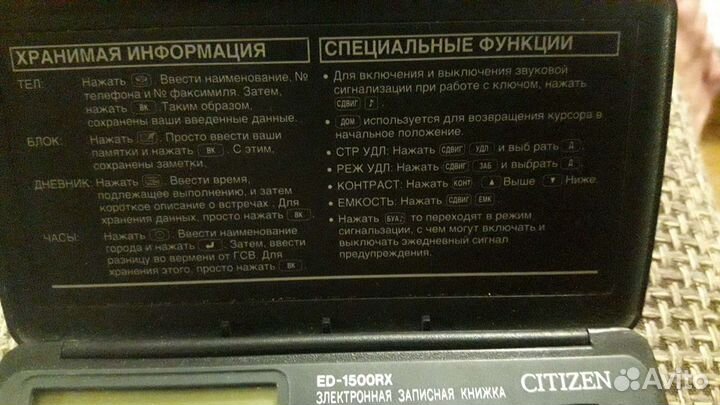 ХРАНИМАЯ ИНФОРМАЦИЯ
ТЕЛ: Нажать . Ввести наименование, №
телефона и № факсимиля. Затем,
нажать ВК .Таким образом,
сохранены ваши введенные данные.
БЛОК: Нажать . Просто ввести ваши
памятки и нажать ВК . С этим,
сохранены заметки.
ДНЕВНИК: Нажать . Ввести время,
подлежащее выполнению, и затем
короткое описание о встречах . Для
хранения данных, просто нажать ВК .
ЧАСЫ: Нажать . Ввести наименование
города и нажать ↵ . Затем, ввести
разницу во вермени от ГСВ. Для
хранения этого, просто нажать ВК .
СПЕЦИАЛЬНЫЕ ФУНКЦИИ
• Для включения и выключения звуковой
сигнализации при работе с ключом, нажать
СДВИГ ♪ .
• ДОМ используется для возвращения курсора в
начальное положение.
• СТР УДЛ: Нажать СДВИГ УДЛ и выб рать Д .
• РЕЖ УДЛ: Нажать СДВИГ ЗАБ и выбрать Д .
• КОНТРАСТ: Нажать КОНТ ▲ Выше ▼ Ниже.
• ЕМКОСТЬ: Нажать СДВИГ ЕМК
• Нажать БУД то переходят в режим
сигнализации, с чем могут включать и
выключать ежедневный сигнал
предупреждения.
ED-1500RX
ЭЛЕКТРОННАЯ ЗАПИСНАЯ КНИЖКА
CITIZEN
Avito